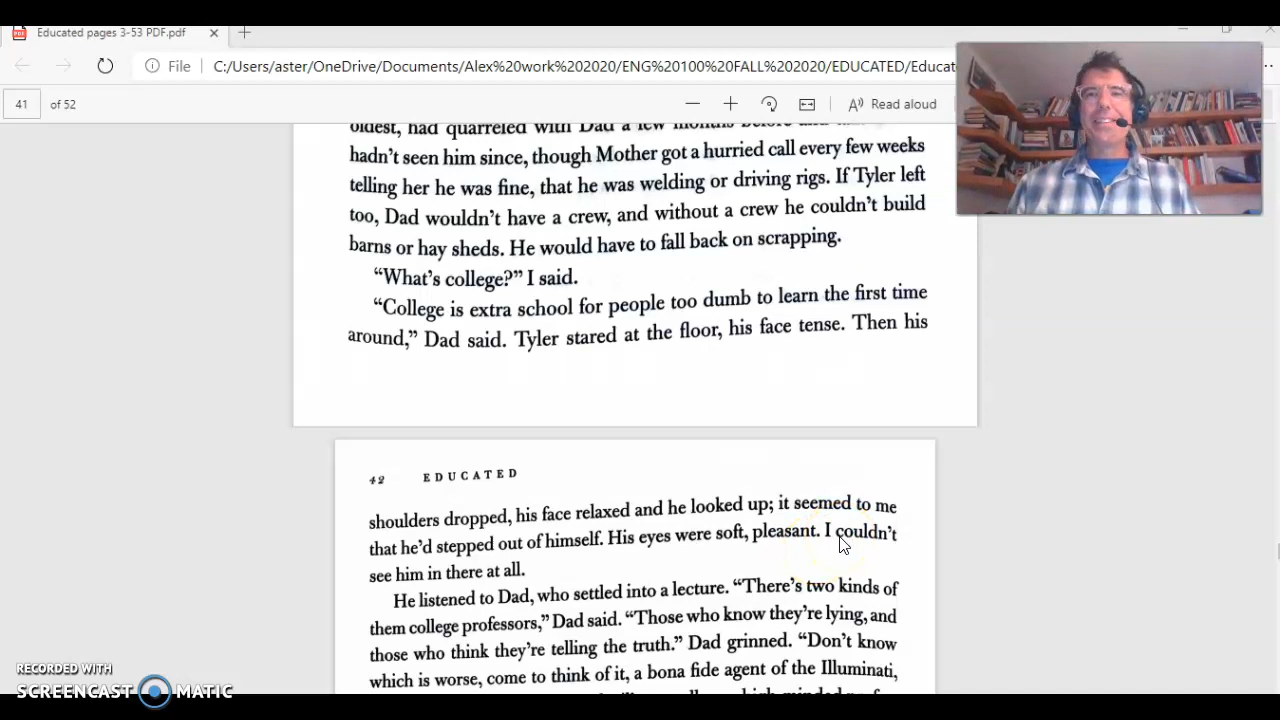 Educated pages 3-53 PDF.pdf
File C:/Users/aster/OneDrive/Documents/Alex%20work%202020/ENG%20100%20FALL%202020/EDUCATED/Educat
41 of 52 Read aloud
oldest, had quarreled with Dad a few months before and
hadn't seen him since, though Mother got a hurried call every few weeks
telling her he was fine, that he was welding or driving rigs. If Tyler left
too, Dad wouldn't have a crew, and without a crew he couldn't build
barns or hay sheds. He would have to fall back on scrapping.
“What's college?” I said.
“College is extra school for people too dumb to learn the first time
around,” Dad said. Tyler stared at the floor, his face tense. Then his
42 EDUCATED
shoulders dropped, his face relaxed and he looked up; it seemed to me
that he'd stepped out of himself. His eyes were soft, pleasant. I couldn't
see him in there at all.
He listened to Dad, who settled into a lecture. “There's two kinds of
them college professors,” Dad said. “Those who know they're lying, and
those who think they're telling the truth.” Dad grinned. “Don't know
which is worse, come to think of it, a bona fide agent of the Illuminati,
RECORDED WITH
SCREENCAST MATIC